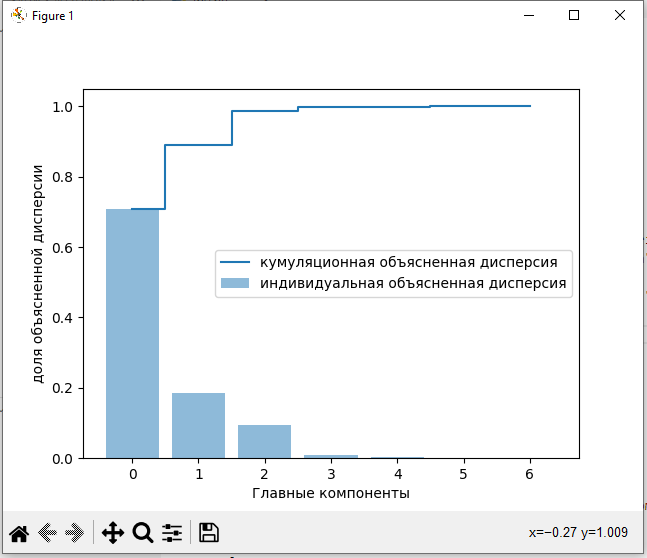 Figure 1
1.0
0.8
0.6
0.4
0.2
0.0
доля объясненной дисперсии
кумуляционная объясненная дисперсия
индивидуальная объясненная дисперсия
0 1 2 3 4 5 6
Главные компоненты
x=−0.27 y=1.009